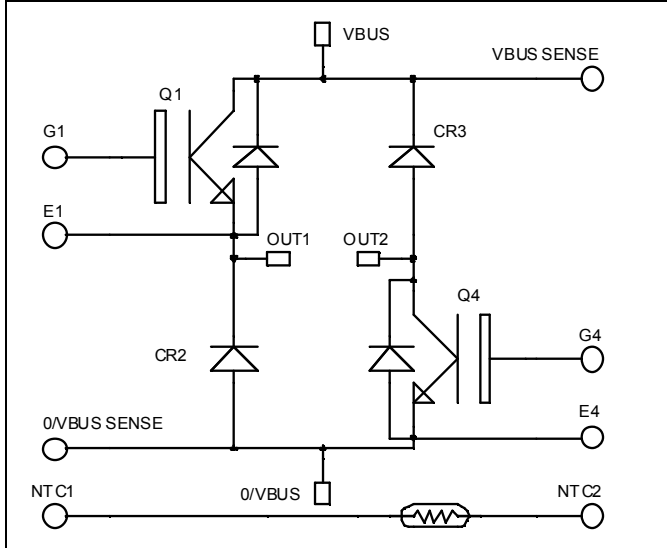 VBUS
VBUS SENSE
Q1
G1
CR3
E1
OUT1
OUT2
Q4
G4
CR2
E4
0/VBUS SENSE
NTC1
0/VBUS
NTC2